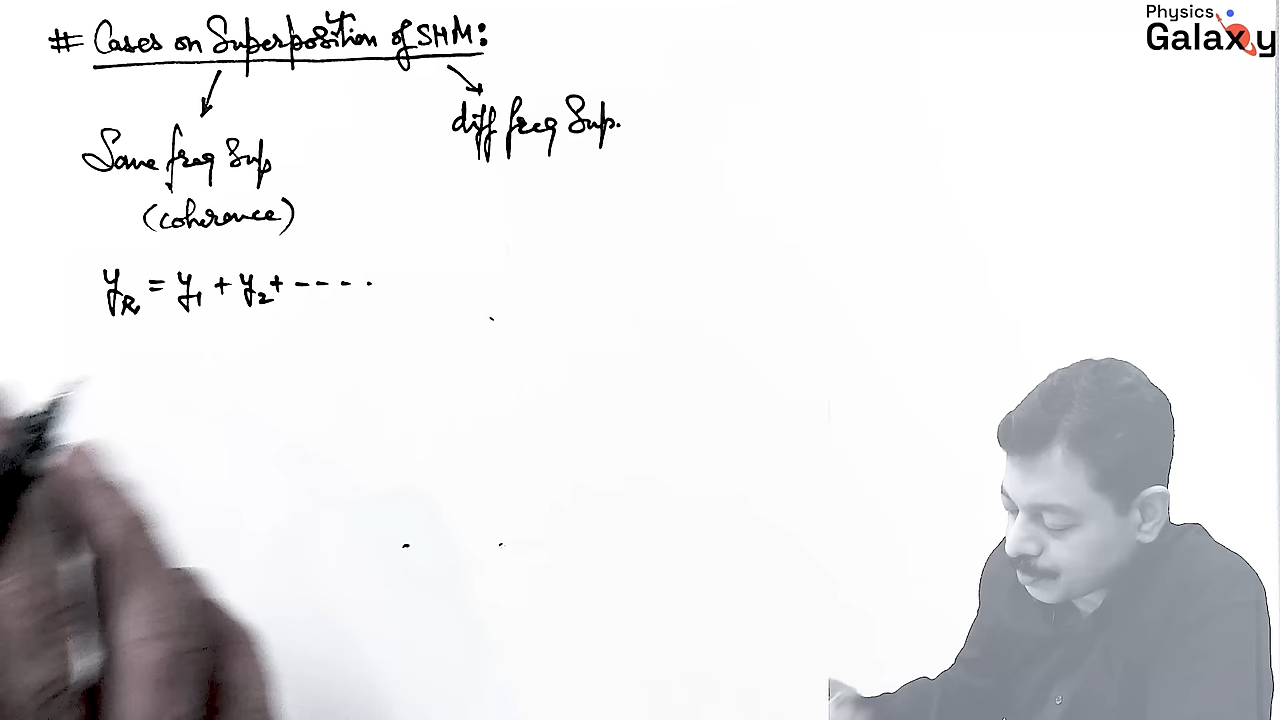 # Cases on Superposition of SHM:
Same freq Sup
(coherence)
diff freq Sup.
yR = y1 + y2 + ----.
Physics
Galaxy